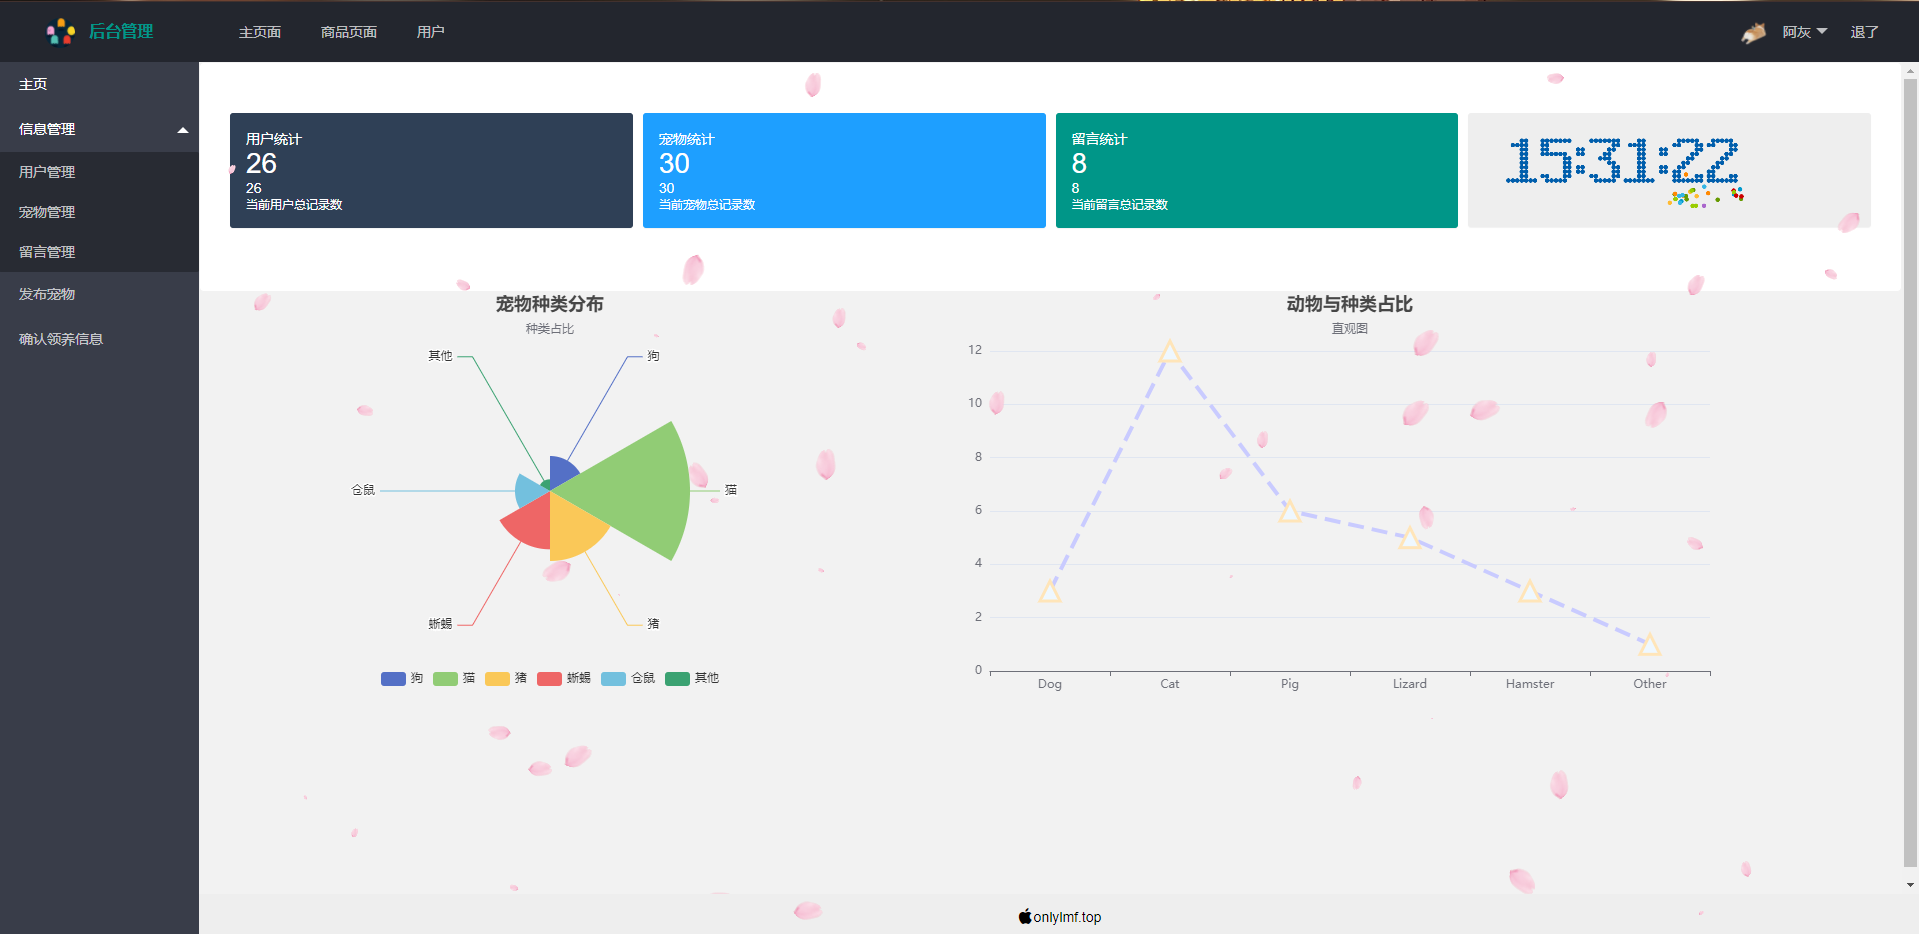 后台管理
主页面
商品页面
用户
阿灰
退了
主页
信息管理
用户管理
宠物管理
留言管理
发布宠物
确认领养信息
用户统计
26
26
当前用户总记录数
宠物统计
30
30
当前宠物总记录数
留言统计
8
8
当前留言总记录数
15:31:22
宠物种类分布
种类占比
其他
狗
仓鼠
猫
蜥蜴
猪
狗
猫
猪
蜥蜴
仓鼠
其他
动物与种类占比
直观图
12
10
8
6
4
2
0
Dog
Cat
Pig
Lizard
Hamster
Other
onlylmf.top